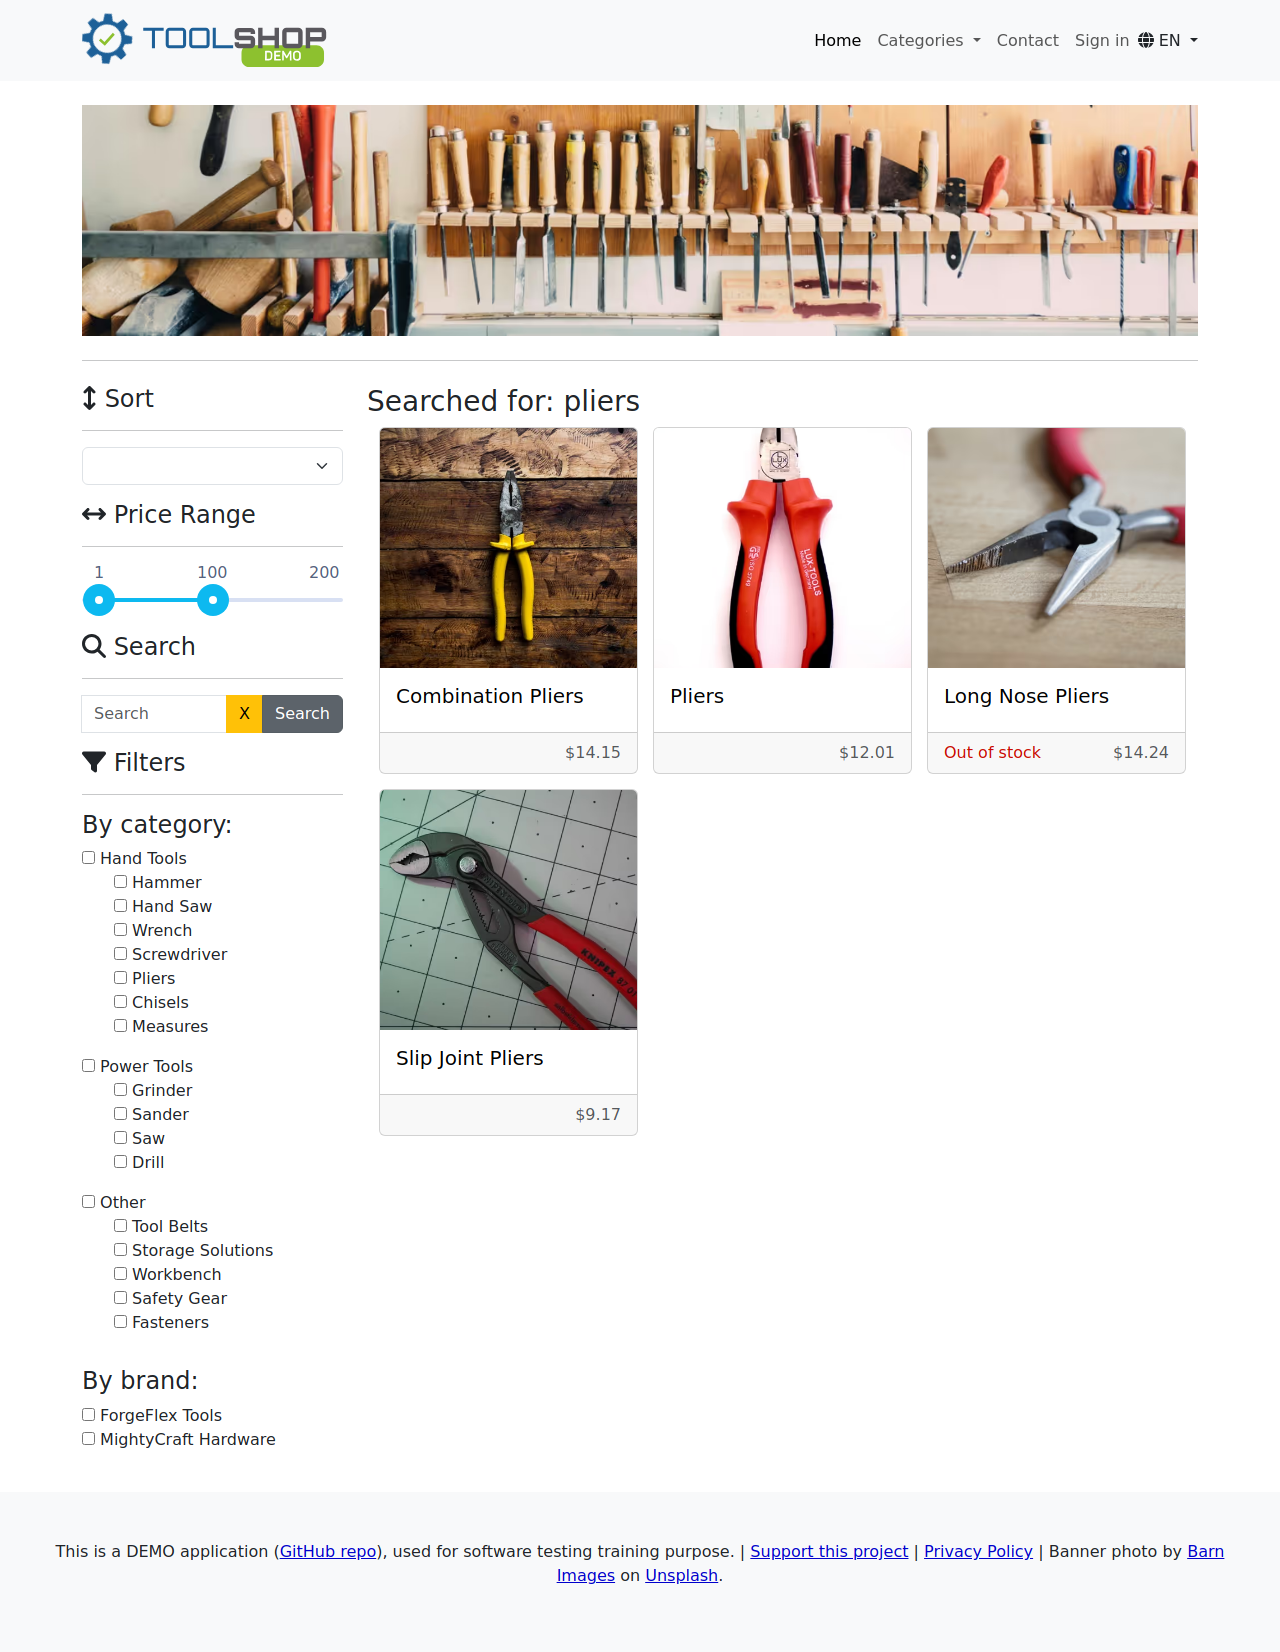 TOOLSHOP
DEMO
Home Categories Contact Sign in EN
Sort
Price Range
1 100 200
Search
Search X Search
Filters
By category:
Hand Tools
Hammer
Hand Saw
Wrench
Screwdriver
Pliers
Chisels
Measures
Power Tools
Grinder
Sander
Saw
Drill
Other
Tool Belts
Storage Solutions
Workbench
Safety Gear
Fasteners
By brand:
ForgeFlex Tools
MightyCraft Hardware
Searched for: pliers
Combination Pliers
$14.15
LUX-TOOLS
Pliers
$12.01
Long Nose Pliers
Out of stock $14.24
KNIPEX
Slip Joint Pliers
$9.17
This is a DEMO application (GitHub repo), used for software testing training purpose. | Support this project | Privacy Policy | Banner photo by Barn
Images on Unsplash.